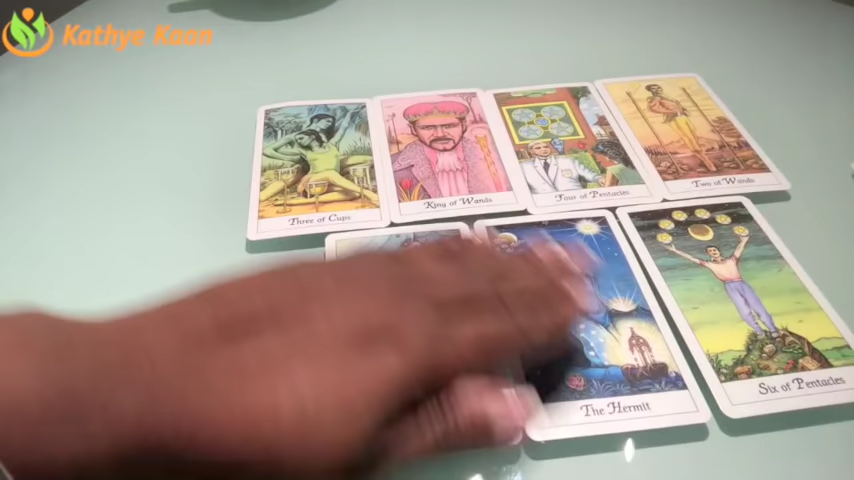 Kathye Kaan
Three of Cups
King of Wands
Four of Pentacles
Two of Wands
The Hermit
Six of Pentacles